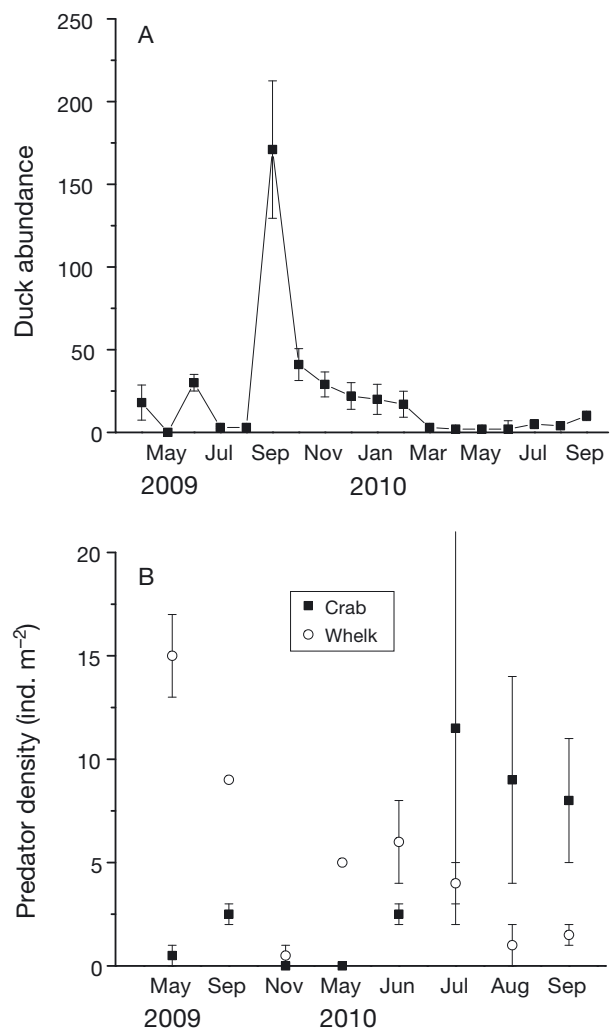 A
250
200
150
100
50
0
Duck abundance
May Jul Sep Nov Jan Mar May Jul Sep
2009 2010
B
20
15
10
5
0
Predator density (ind. m⁻²)
Crab
Whelk
May Sep Nov May Jun Jul Aug Sep
2009 2010